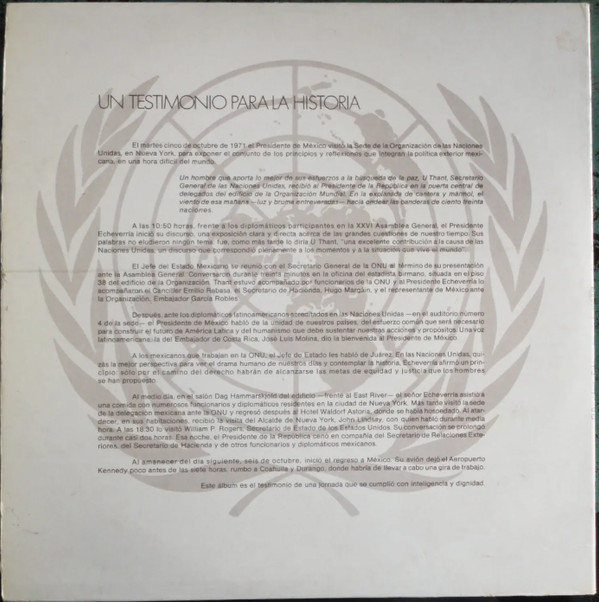 UN TESTIMONIO PARA LA HISTORIA
El martes cinco de octubre de 1971 el Presidente de México visitó la Sede de la Organización de las Naciones
Unidas, en Nueva York, para exponer el conjunto de los principios y reflexiones que integran la política exterior mexi-
cana, en una hora difícil del mundo.
Un hombre que aporta lo mejor de sus esfuerzos a la búsqueda de la paz, U Thant, Secretario
General de las Naciones Unidas, recibió al Presidente de la República en la puerta central de
delegados del edificio de la Organización Mundial. En la explanada de cantera y mármol, el
viento de esa mañana —luz y bruma entreveradas— hacía ondear las banderas de ciento treinta
naciones.
A las 10:50 horas, frente a los diplomáticos participantes en la XXVI Asamblea General, el Presidente
Echeverría inició su discurso, una exposición clara y directa acerca de las grandes cuestiones de nuestro tiempo. Sus
palabras no eludieron ningún tema; fue, como más tarde lo diría U Thant, "una excelente contribución a la causa de las
Naciones Unidas; un discurso que correspondió plenamente a los momentos y a la situación que vive el mundo".
El Jefe del Estado Mexicano se reunió con el Secretario General de la ONU al término de su presentación
ante la Asamblea General. Conversaron durante treinta minutos en la oficina del estadista birmano, situada en el piso
38 del edificio de la Organización. Thant estuvo acompañado por funcionarios de la ONU y al Presidente Echeverría lo
acompañaron el Canciller Emilio Rabasa, el Secretario de Hacienda, Hugo Margáin, y el representante de México ante
la Organización, Embajador García Robles.
Después, ante los diplomáticos latinoamericanos acreditados en las Naciones Unidas —en el auditorio número
4 de la sede— el Presidente de México habló de la unidad de nuestros países, del esfuerzo común que será necesario
para construir el futuro de América Latina y del humanismo que debe sustentar nuestras acciones y propósitos. Una voz
latinoamericana, la del Embajador de Costa Rica, José Luis Molina, dio la bienvenida al Presidente de México.
A los mexicanos que trabajan en la ONU, el Jefe de Estado les habló de Juárez. En las Naciones Unidas, qui-
zás la mejor perspectiva para ver el drama humano de nuestros días y contemplar la historia, Echeverría afirmó un prin-
cipio: sólo por el camino del derecho habrán de alcanzarse las metas de equidad y justicia que los hombres
se han propuesto.
Al medio día, en el salón Dag Hammarskjold del edificio —frente al East River— el señor Echeverría asistió a
una comida con numerosos funcionarios y diplomáticos residentes en la ciudad de Nueva York. Más tarde visitó la sede
de la delegación mexicana ante la ONU y regresó después al Hotel Waldorf Astoria, donde se había hospedado. Al atar-
decer, en sus habitaciones, recibió la visita del Alcalde de Nueva York, John Lindsay, con quien habló durante media
hora. A las 18:30 lo visitó William P. Rogers, Secretario de Estado de los Estados Unidos. Su conversación se prolongó
durante casi dos horas. Esa noche, el Presidente de la República cenó en compañía del Secretario de Relaciones Exte-
riores, del Secretario de Hacienda y de otros funcionarios y diplomáticos mexicanos.
Al amanecer del día siguiente, seis de octubre, inició el regreso a México. Su avión dejó el Aeropuerto
Kennedy poco antes de las siete horas, rumbo a Coahuila y Durango, donde habría de llevar a cabo una gira de trabajo.
Este álbum es el testimonio de una jornada que se cumplió con inteligencia y dignidad.